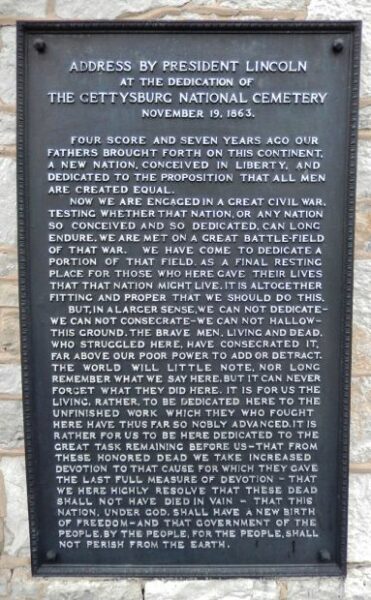 ADDRESS BY PRESIDENT LINCOLN
AT THE DEDICATION OF
THE GETTYSBURG NATIONAL CEMETERY
NOVEMBER 19, 1863.
FOUR SCORE AND SEVEN YEARS AGO OUR
FATHERS BROUGHT FORTH ON THIS CONTINENT,
A NEW NATION, CONCEIVED IN LIBERTY, AND
DEDICATED TO THE PROPOSITION THAT ALL MEN
ARE CREATED EQUAL.
NOW WE ARE ENGAGED IN A GREAT CIVIL WAR,
TESTING WHETHER THAT NATION, OR ANY NATION
SO CONCEIVED AND SO DEDICATED, CAN LONG
ENDURE. WE ARE MET ON A GREAT BATTLE-FIELD
OF THAT WAR. WE HAVE COME TO DEDICATE A
PORTION OF THAT FIELD, AS A FINAL RESTING
PLACE FOR THOSE WHO HERE GAVE THEIR LIVES
THAT THAT NATION MIGHT LIVE. IT IS ALTOGETHER
FITTING AND PROPER THAT WE SHOULD DO THIS.
BUT, IN A LARGER SENSE, WE CAN NOT DEDICATE-
WE CAN NOT CONSECRATE-WE CAN NOT HALLOW-
THIS GROUND. THE BRAVE MEN, LIVING AND DEAD,
WHO STRUGGLED HERE, HAVE CONSECRATED IT,
FAR ABOVE OUR POOR POWER TO ADD OR DETRACT.
THE WORLD WILL LITTLE NOTE, NOR LONG
REMEMBER WHAT WE SAY HERE, BUT IT CAN NEVER
FORGET WHAT THEY DID HERE. IT IS FOR US THE
LIVING, RATHER, TO BE DEDICATED HERE TO THE
UNFINISHED WORK WHICH THEY WHO FOUGHT
HERE HAVE THUS FAR SO NOBLY ADVANCED. IT IS
RATHER FOR US TO BE HERE DEDICATED TO THE
GREAT TASK REMAINING BEFORE US-THAT FROM
THESE HONORED DEAD WE TAKE INCREASED
DEVOTION TO THAT CAUSE FOR WHICH THEY GAVE
THE LAST FULL MEASURE OF DEVOTION - THAT
WE HERE HIGHLY RESOLVE THAT THESE DEAD
SHALL NOT HAVE DIED IN VAIN - THAT THIS
NATION, UNDER GOD, SHALL HAVE A NEW BIRTH
OF FREEDOM-AND THAT GOVERNMENT OF THE
PEOPLE, BY THE PEOPLE, FOR THE PEOPLE, SHALL
NOT PERISH FROM THE EARTH.